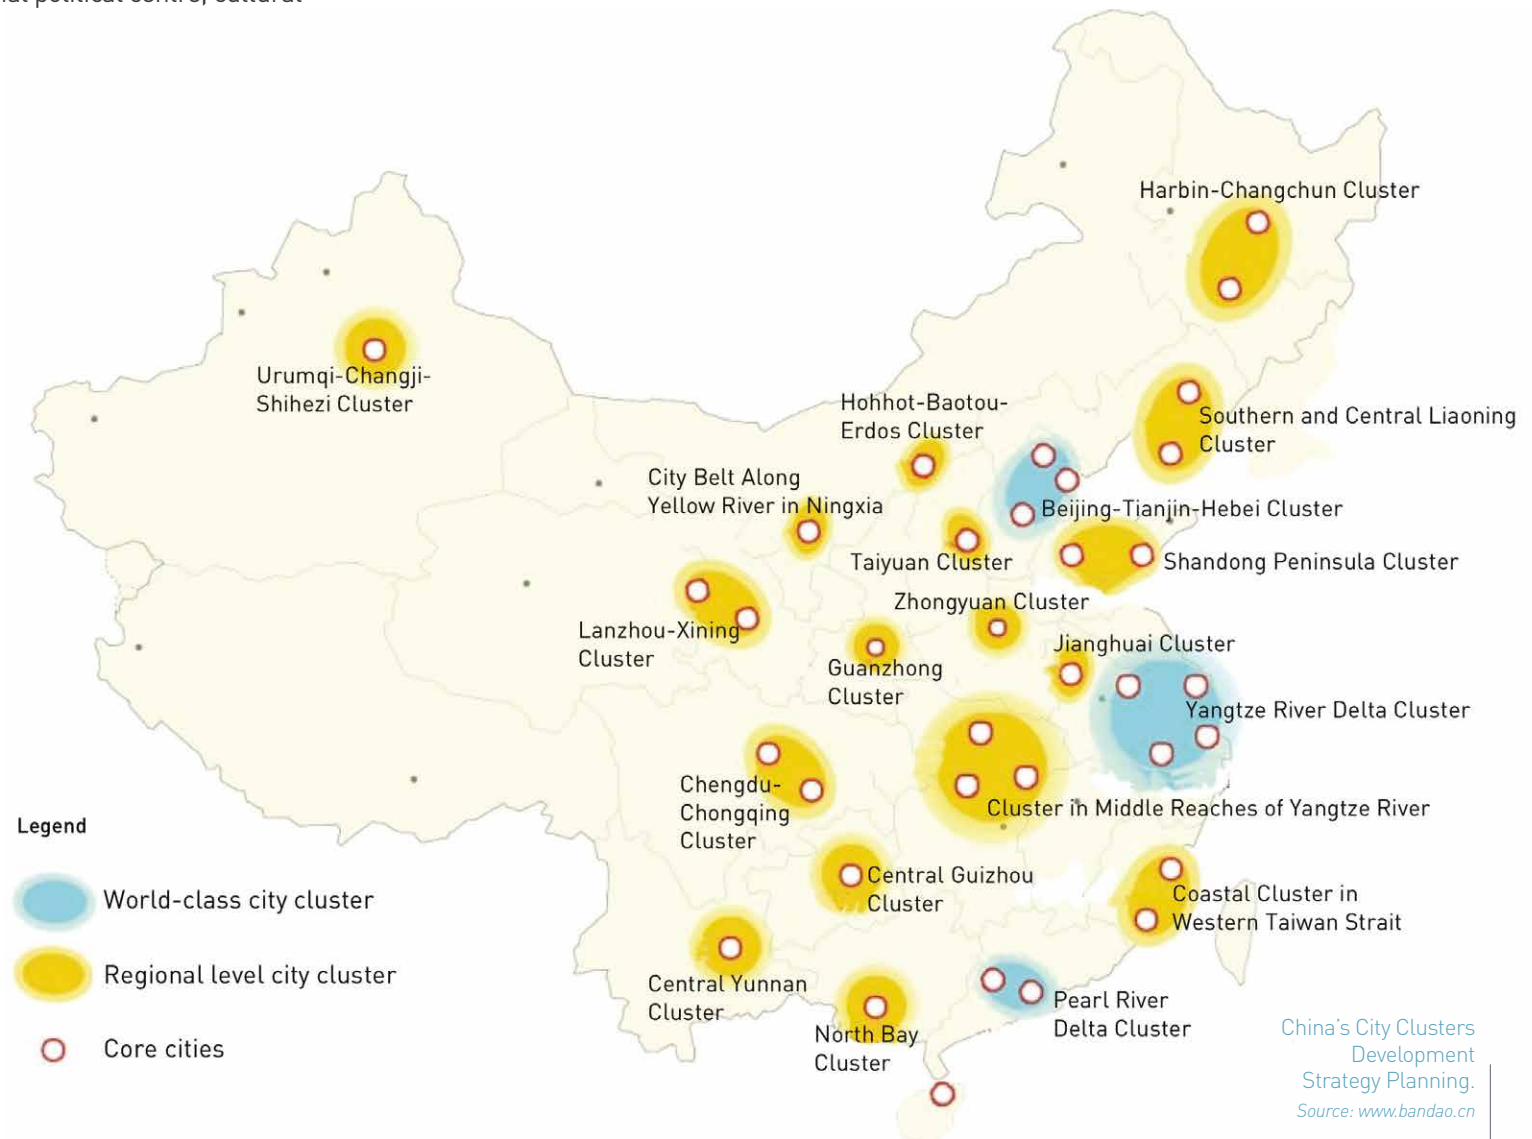 political centre, cultural
Harbin-Changchun Cluster
Urumqi-Changji-
Shihezi Cluster
Hohhot-Baotou-
Erdos Cluster
Southern and Central Liaoning
Cluster
City Belt Along
Yellow River in Ningxia
Beijing-Tianjin-Hebei Cluster
Taiyuan Cluster
Shandong Peninsula Cluster
Zhongyuan Cluster
Lanzhou-Xining
Cluster
Jianghuai Cluster
Guanzhong
Cluster
Yangtze River Delta Cluster
Chengdu-
Chongqing
Cluster
Cluster in Middle Reaches of Yangtze River
Central Guizhou
Cluster
Coastal Cluster in
Western Taiwan Strait
Central Yunnan
Cluster
North Bay
Cluster
Pearl River
Delta Cluster
Legend
World-class city cluster
Regional level city cluster
Core cities
China's City Clusters
Development
Strategy Planning.
Source: www.bandao.cn